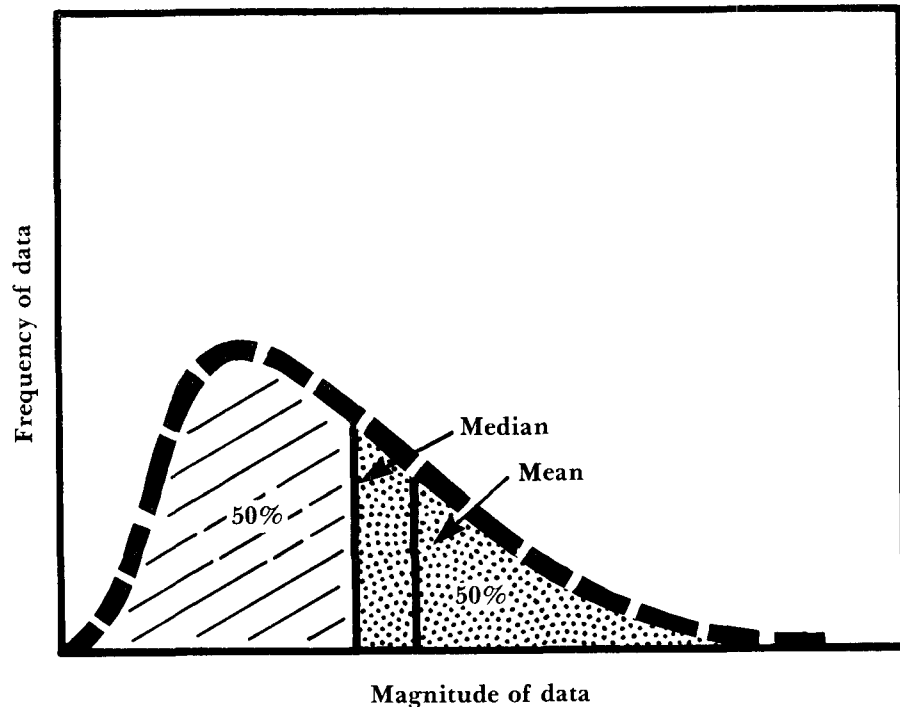 Frequency of data
Median
Mean
50%
50%
Magnitude of data